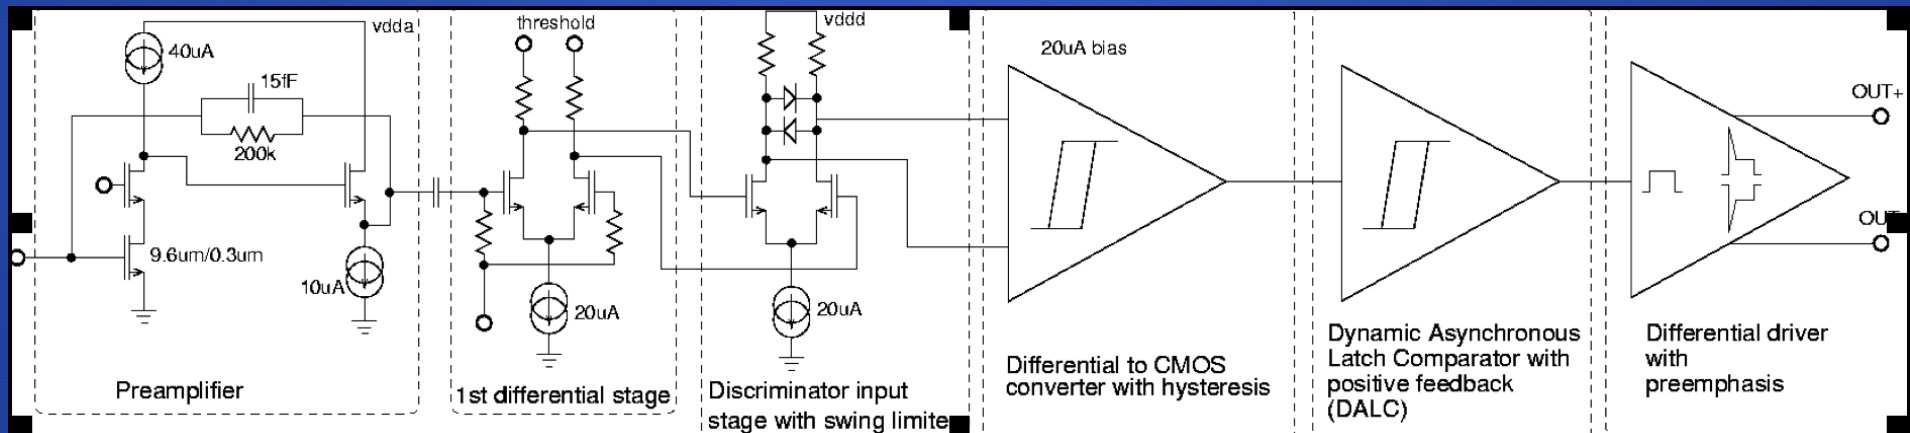 vdda
40uA
15fF
200k
9.6um/0.3um
10uA
Preamplifier
threshold
20uA
1st differential stage
vddd
20uA
Discriminator input
stage with swing limite
20uA bias
Differential to CMOS
converter with hysteresis
Dynamic Asynchronous
Latch Comparator with
positive feedback
(DALC)
OUT+
OUT
Differential driver
with
preemphasis